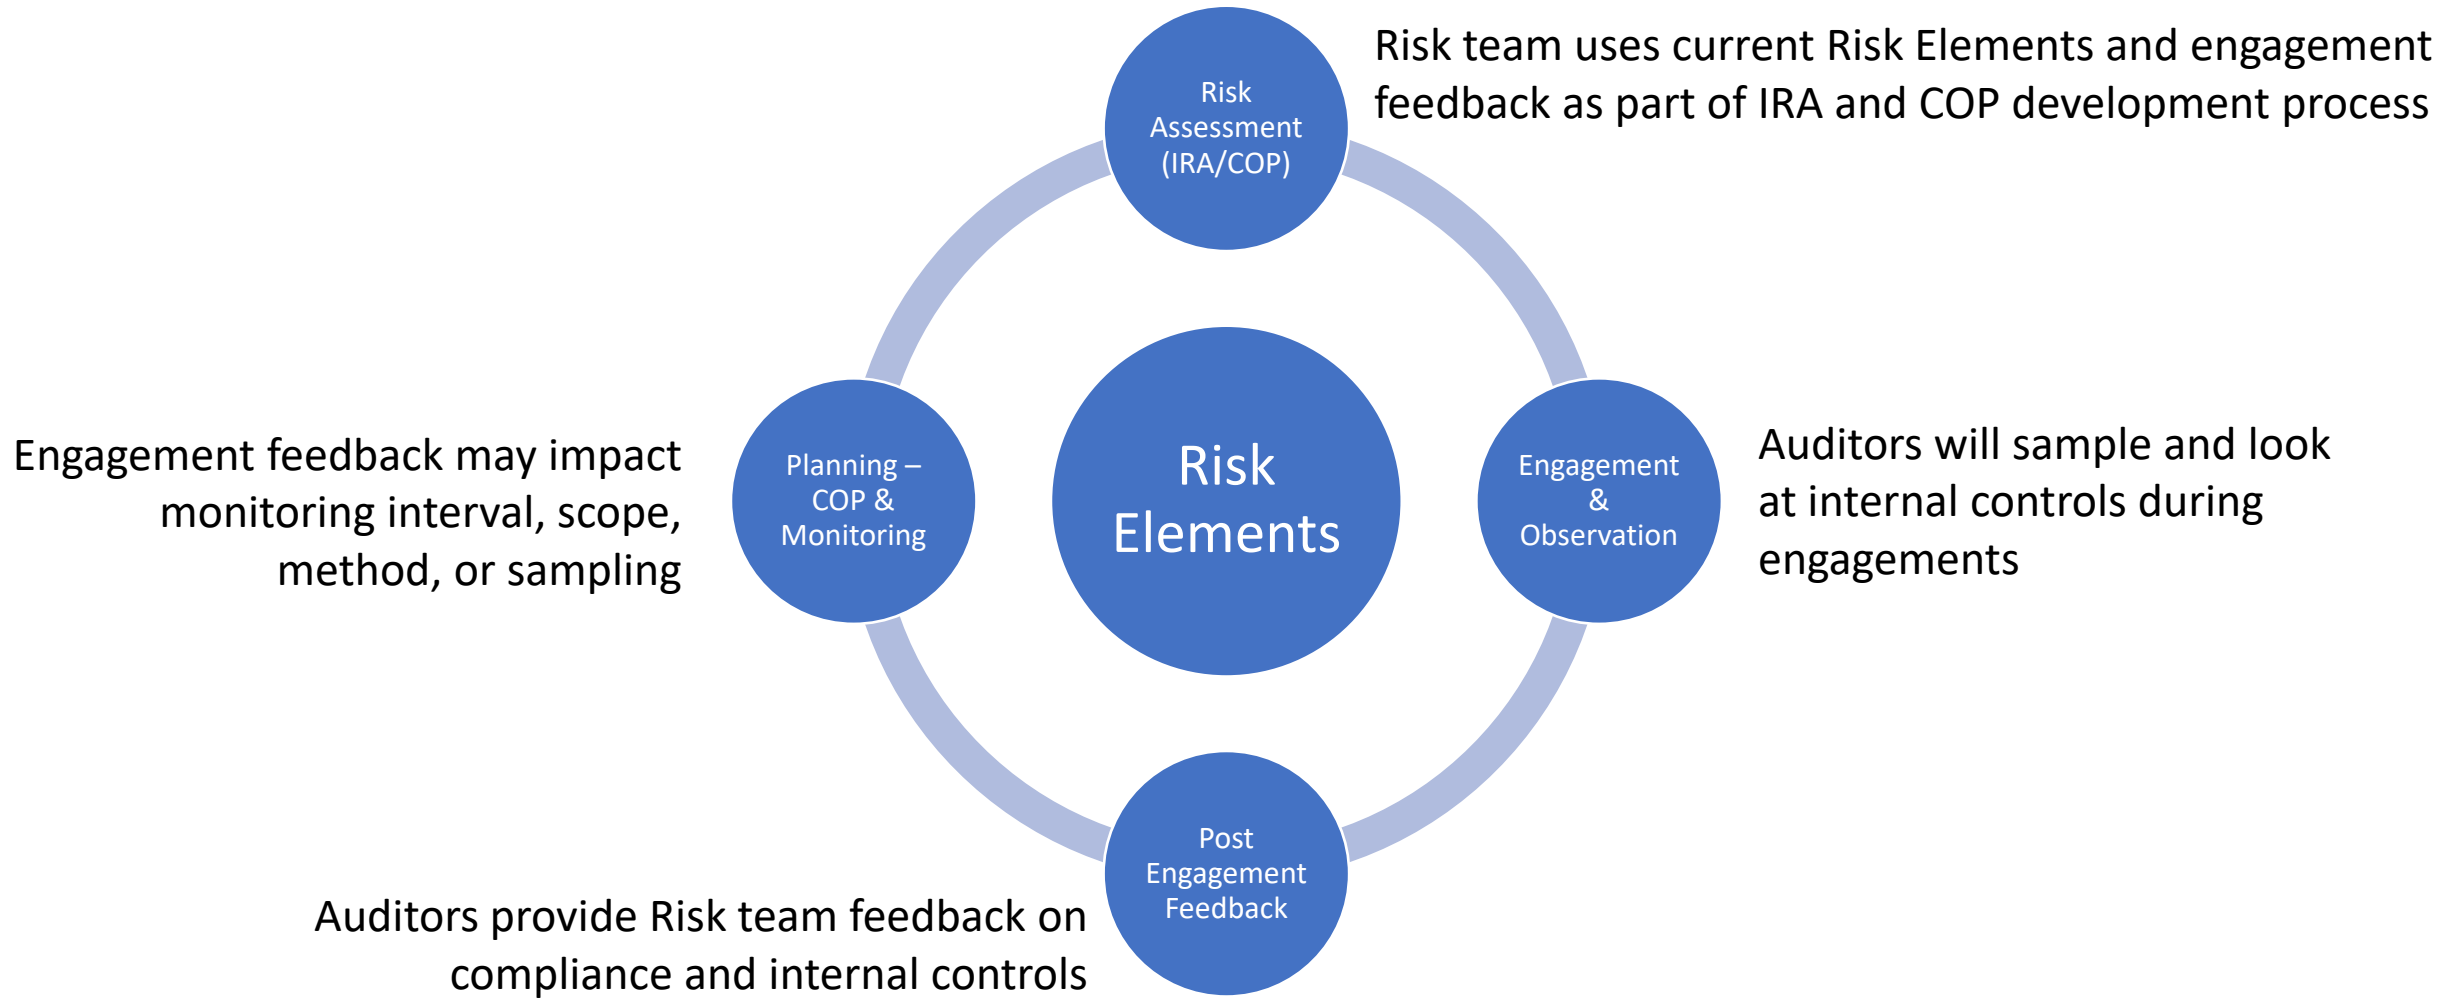 Risk
Assessment
(IRA/COP)
Risk team uses current Risk Elements and engagement
feedback as part of IRA and COP development process
Engagement
&
Observation
Auditors will sample and look
at internal controls during
engagements
Post
Engagement
Feedback
Auditors provide Risk team feedback on
compliance and internal controls
Planning –
COP &
Monitoring
Engagement feedback may impact
monitoring interval, scope,
method, or sampling
Risk
Elements